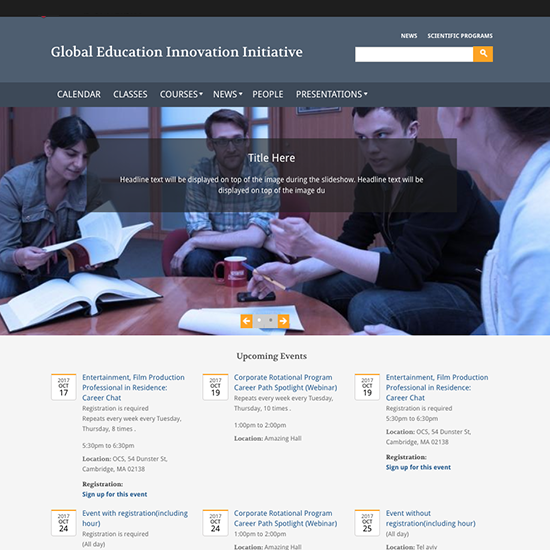 NEWS SCIENTIFIC PROGRAMS
Global Education Innovation Initiative
CALENDAR CLASSES COURSES NEWS PEOPLE PRESENTATIONS
Title Here
Headline text will be displayed on top of the image during the slideshow. Headline text will be
displayed on top of the image du
Upcoming Events
2017
OCT
17
Entertainment, Film Production
Professional in Residence:
Career Chat
Registration is required
Repeats every week every Tuesday,
Thursday, 8 times .
5:30pm to 6:30pm
Location: OCS, 54 Dunster St,
Cambridge, MA 02138
Registration:
Sign up for this event
2017
OCT
19
Corporate Rotational Program
Career Path Spotlight (Webinar)
Repeats every week every Tuesday,
Thursday, 10 times .
1:00pm to 2:00pm
Location: Amazing Hall
2017
OCT
19
Entertainment, Film Production
Professional in Residence:
Career Chat
Registration is required
5:30pm to 6:30pm
Location: OCS, 54 Dunster St,
Cambridge, MA 02138
Registration:
Sign up for this event
2017
OCT
24
Event with registration(including
hour)
Registration is required
(All day)
2017
OCT
24
Corporate Rotational Program
Career Path Spotlight (Webinar)
1:00pm to 2:00pm
Location: Amazing Hall
2017
OCT
25
Event without
registration(including hour)
(All day)
Location: Tel aviv